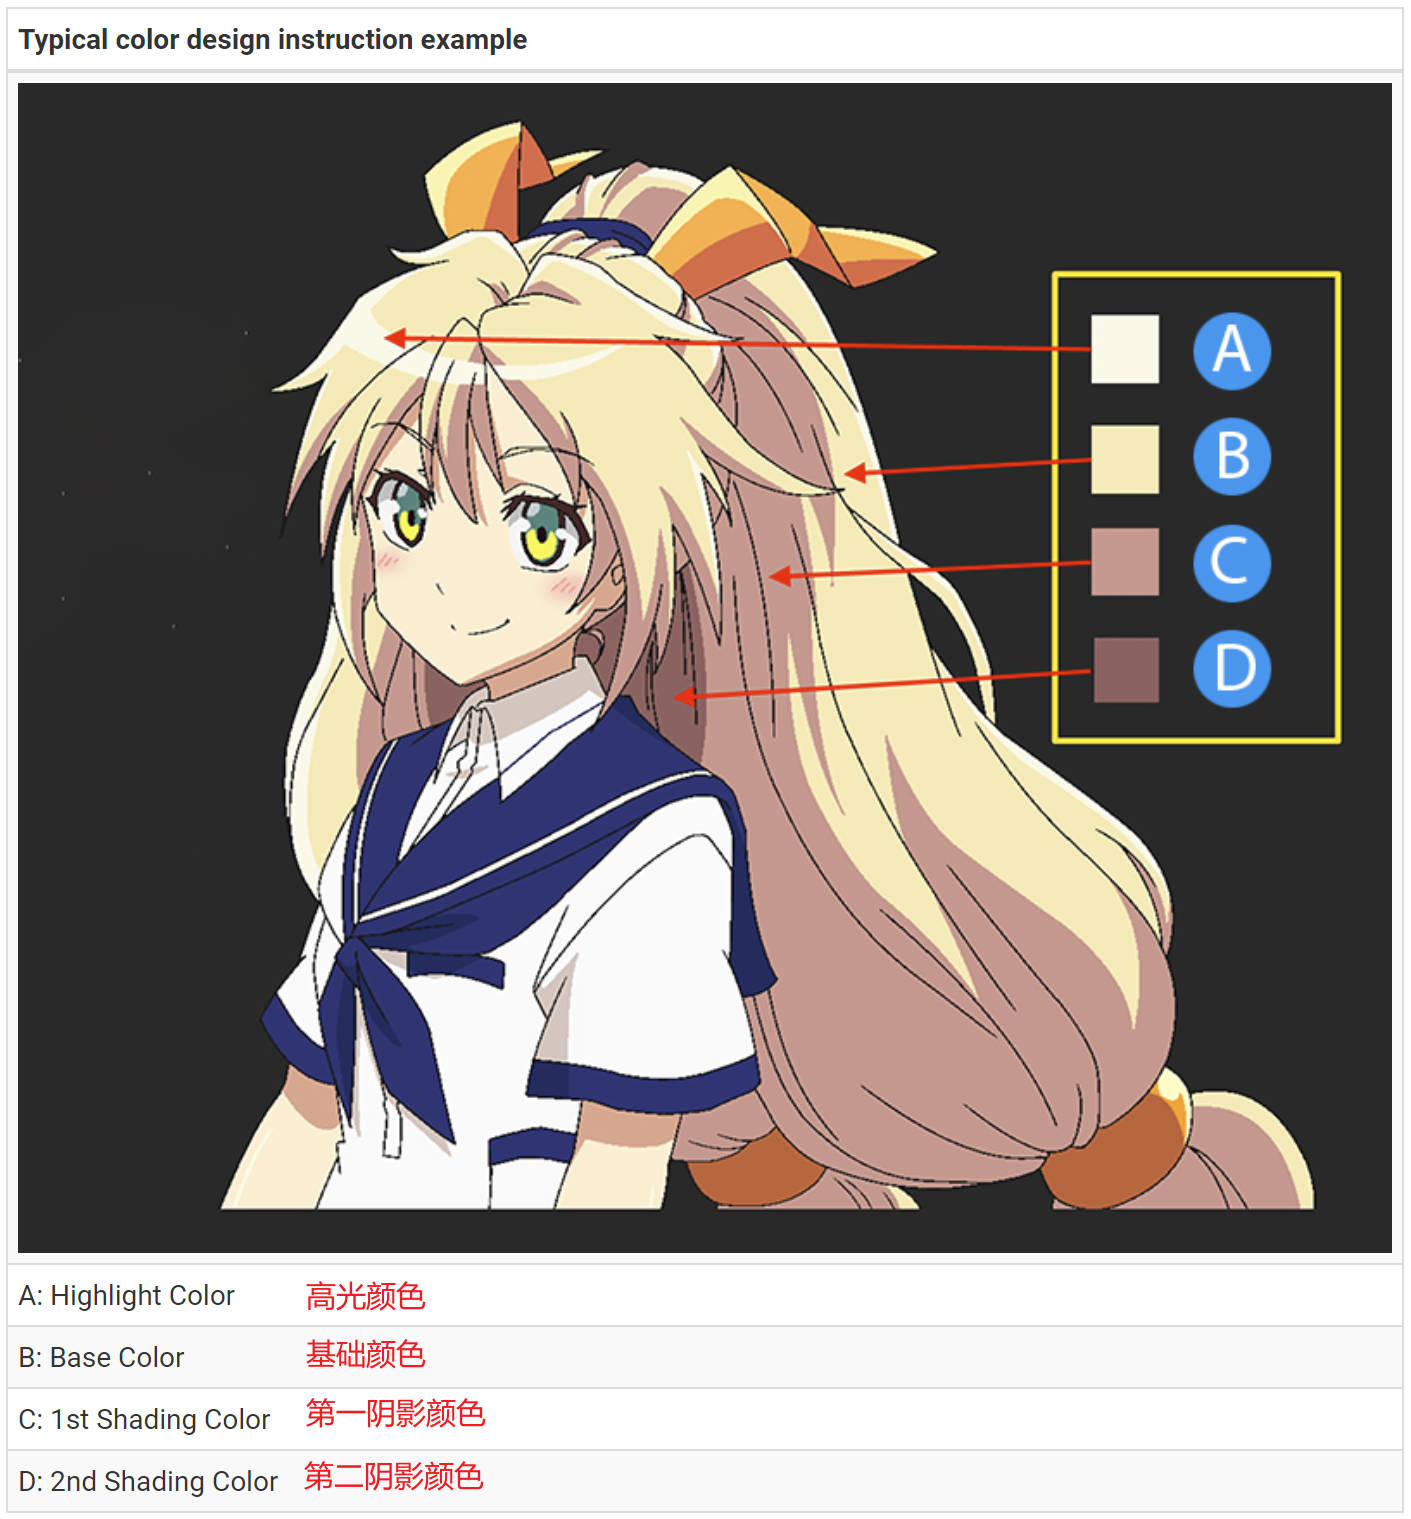 Typical color design instruction example
A
B
C
D
A: Highlight Color 高光颜色
B: Base Color 基础颜色
C: 1st Shading Color 第一阴影颜色
D: 2nd Shading Color 第二阴影颜色